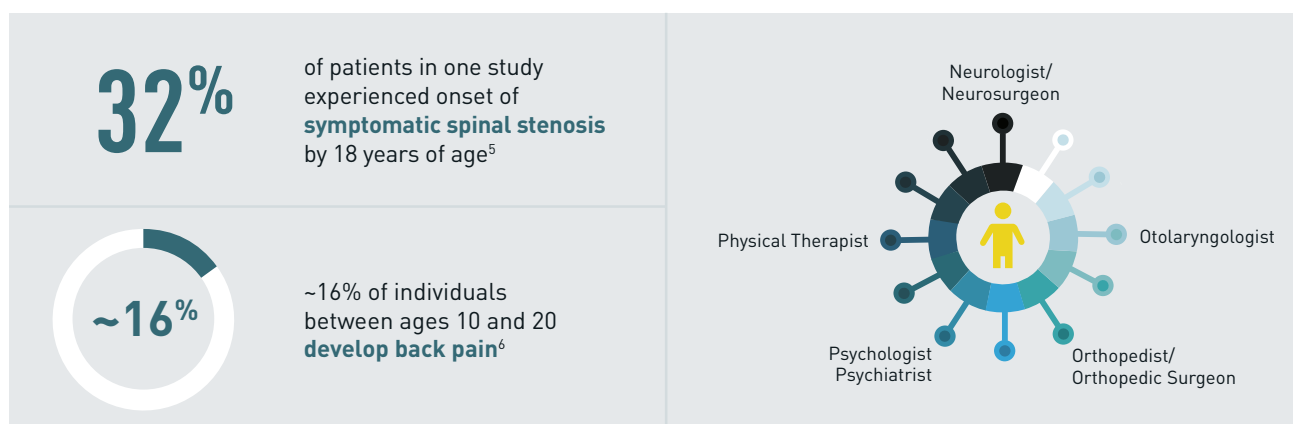 32%
of patients in one study
experienced onset of
symptomatic spinal stenosis
by 18 years of age5
~16%
~16% of individuals
between ages 10 and 20
develop back pain6
Neurologist/
Neurosurgeon
Physical Therapist
Otolaryngologist
Psychologist
Psychiatrist
Orthopedist/
Orthopedic Surgeon